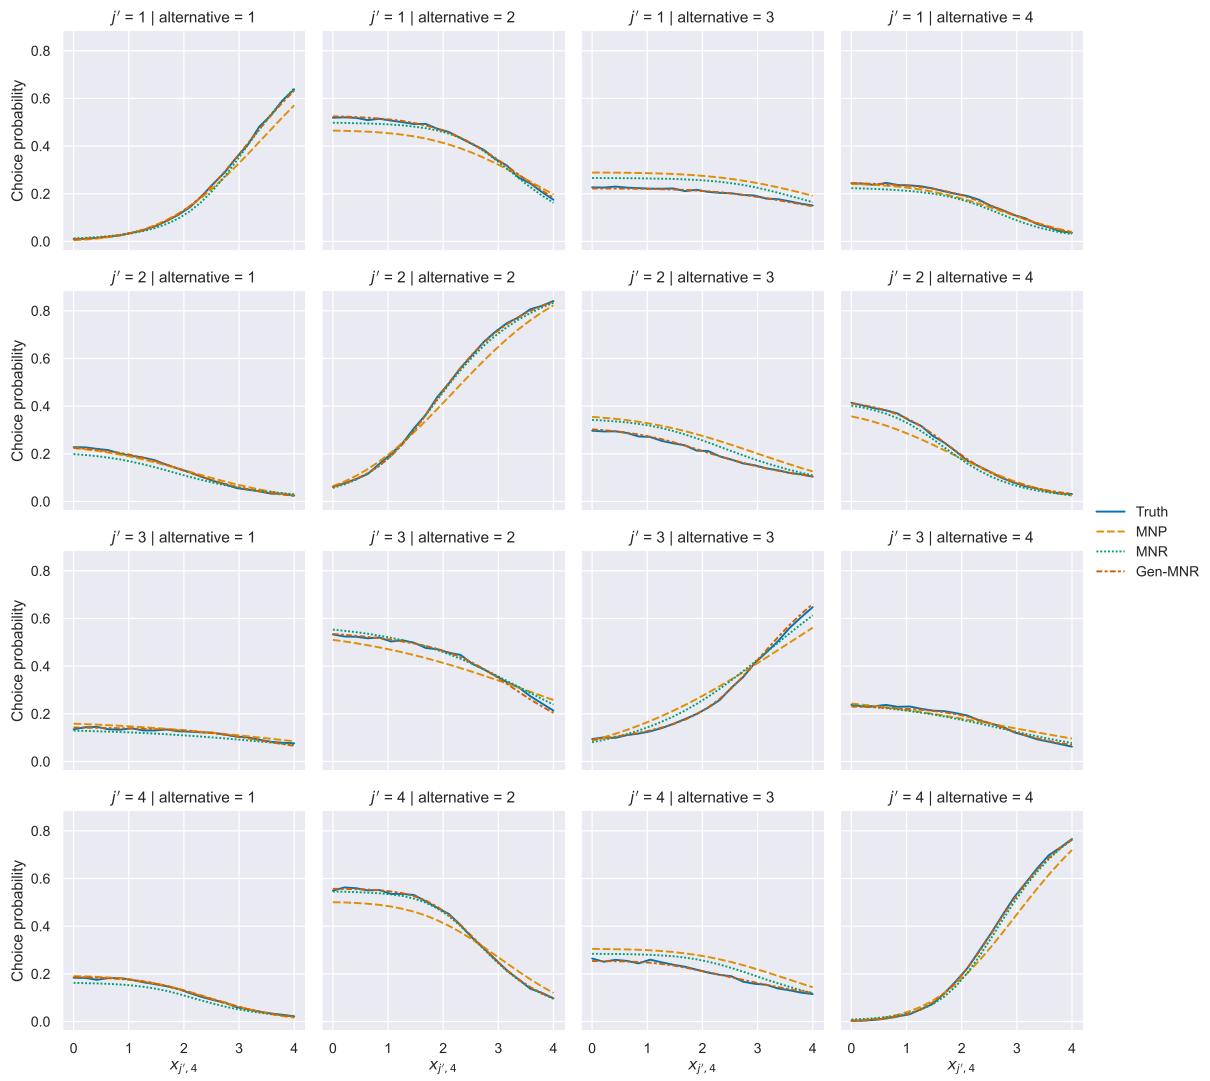 j′ = 1 | alternative = 1
j′ = 1 | alternative = 2
j′ = 1 | alternative = 3
j′ = 1 | alternative = 4
0.8
0.6
0.4
0.2
0.0
Choice probability
j′ = 2 | alternative = 1
j′ = 2 | alternative = 2
j′ = 2 | alternative = 3
j′ = 2 | alternative = 4
0.8
0.6
0.4
0.2
0.0
Choice probability
Truth
MNP
MNR
Gen-MNR
j′ = 3 | alternative = 1
j′ = 3 | alternative = 2
j′ = 3 | alternative = 3
j′ = 3 | alternative = 4
0.8
0.6
0.4
0.2
0.0
Choice probability
j′ = 4 | alternative = 1
j′ = 4 | alternative = 2
j′ = 4 | alternative = 3
j′ = 4 | alternative = 4
0.8
0.6
0.4
0.2
0.0
Choice probability
0 1 2 3 4
0 1 2 3 4
0 1 2 3 4
0 1 2 3 4
x_{j′, 4}
x_{j′, 4}
x_{j′, 4}
x_{j′, 4}